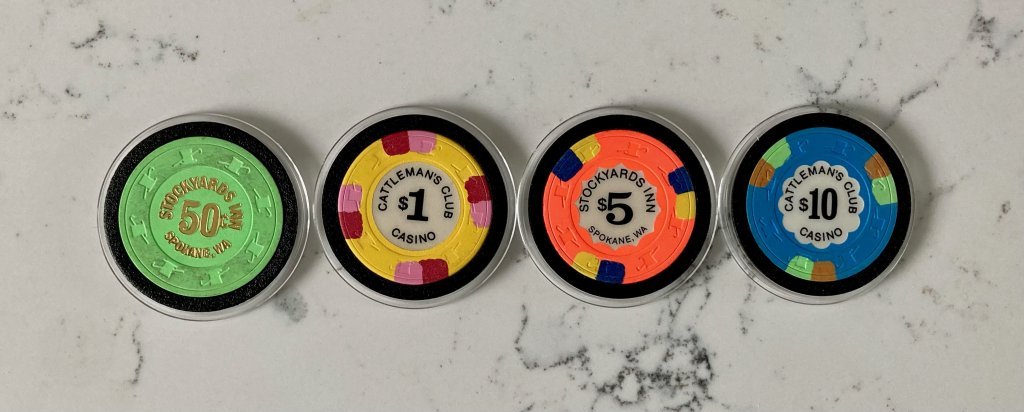 STOCKYARDS INN
50¢
SPOKANE, WA
CATTLEMAN'S CLUB
$1
CASINO
STOCKYARDS INN
$5
SPOKANE, WA
CATTLEMAN'S CLUB
$10
CASINO